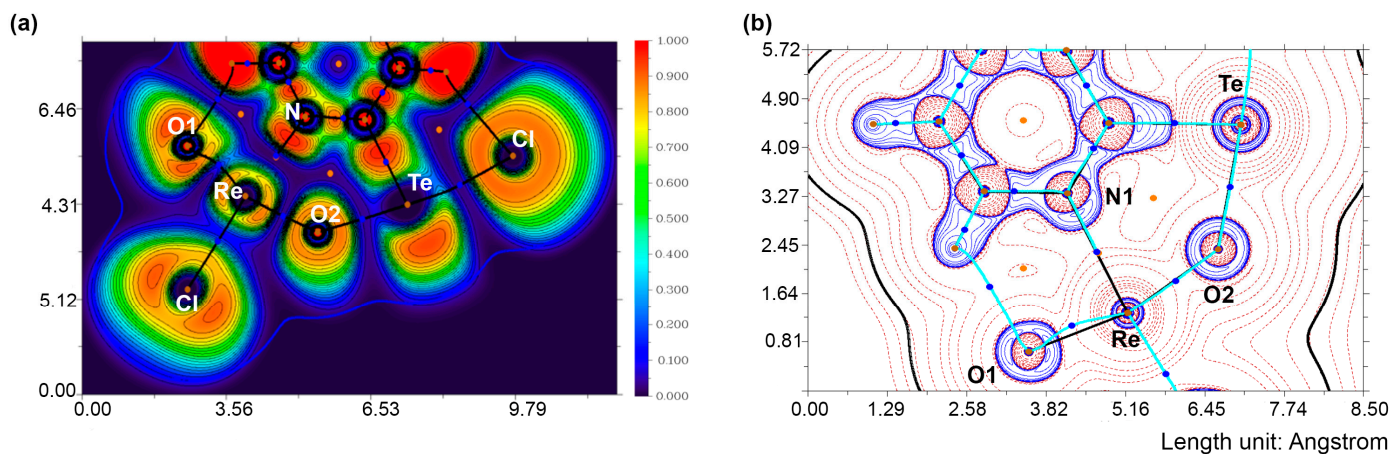 (a)
O1
N
Re
O2
Te
Cl
Cl
6.46
4.31
5.12
0.00
0.00
3.56
6.53
9.79
1.000
0.900
0.800
0.700
0.600
0.500
0.400
0.300
0.200
0.100
0.000
(b)
Te
N1
O2
Re
O1
5.72
4.90
4.09
3.27
2.45
1.64
0.81
0.00
1.29
2.58
3.82
5.16
6.45
7.74
8.50
Length unit: Angstrom